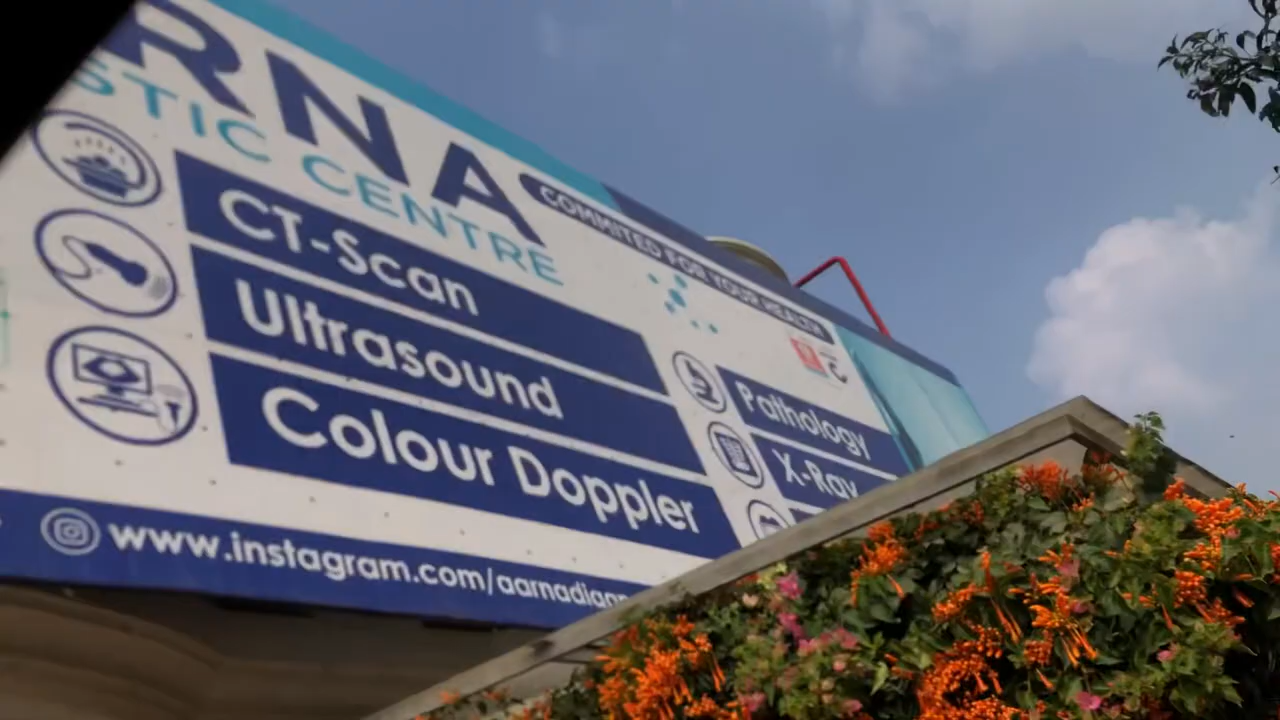 RNA
STIC CENTRE
COMMITED FOR YOUR HEALTH
CT-Scan
Ultrasound
Colour Doppler
Pathology
X-Ray
www.instagram.com/aarnadiagn